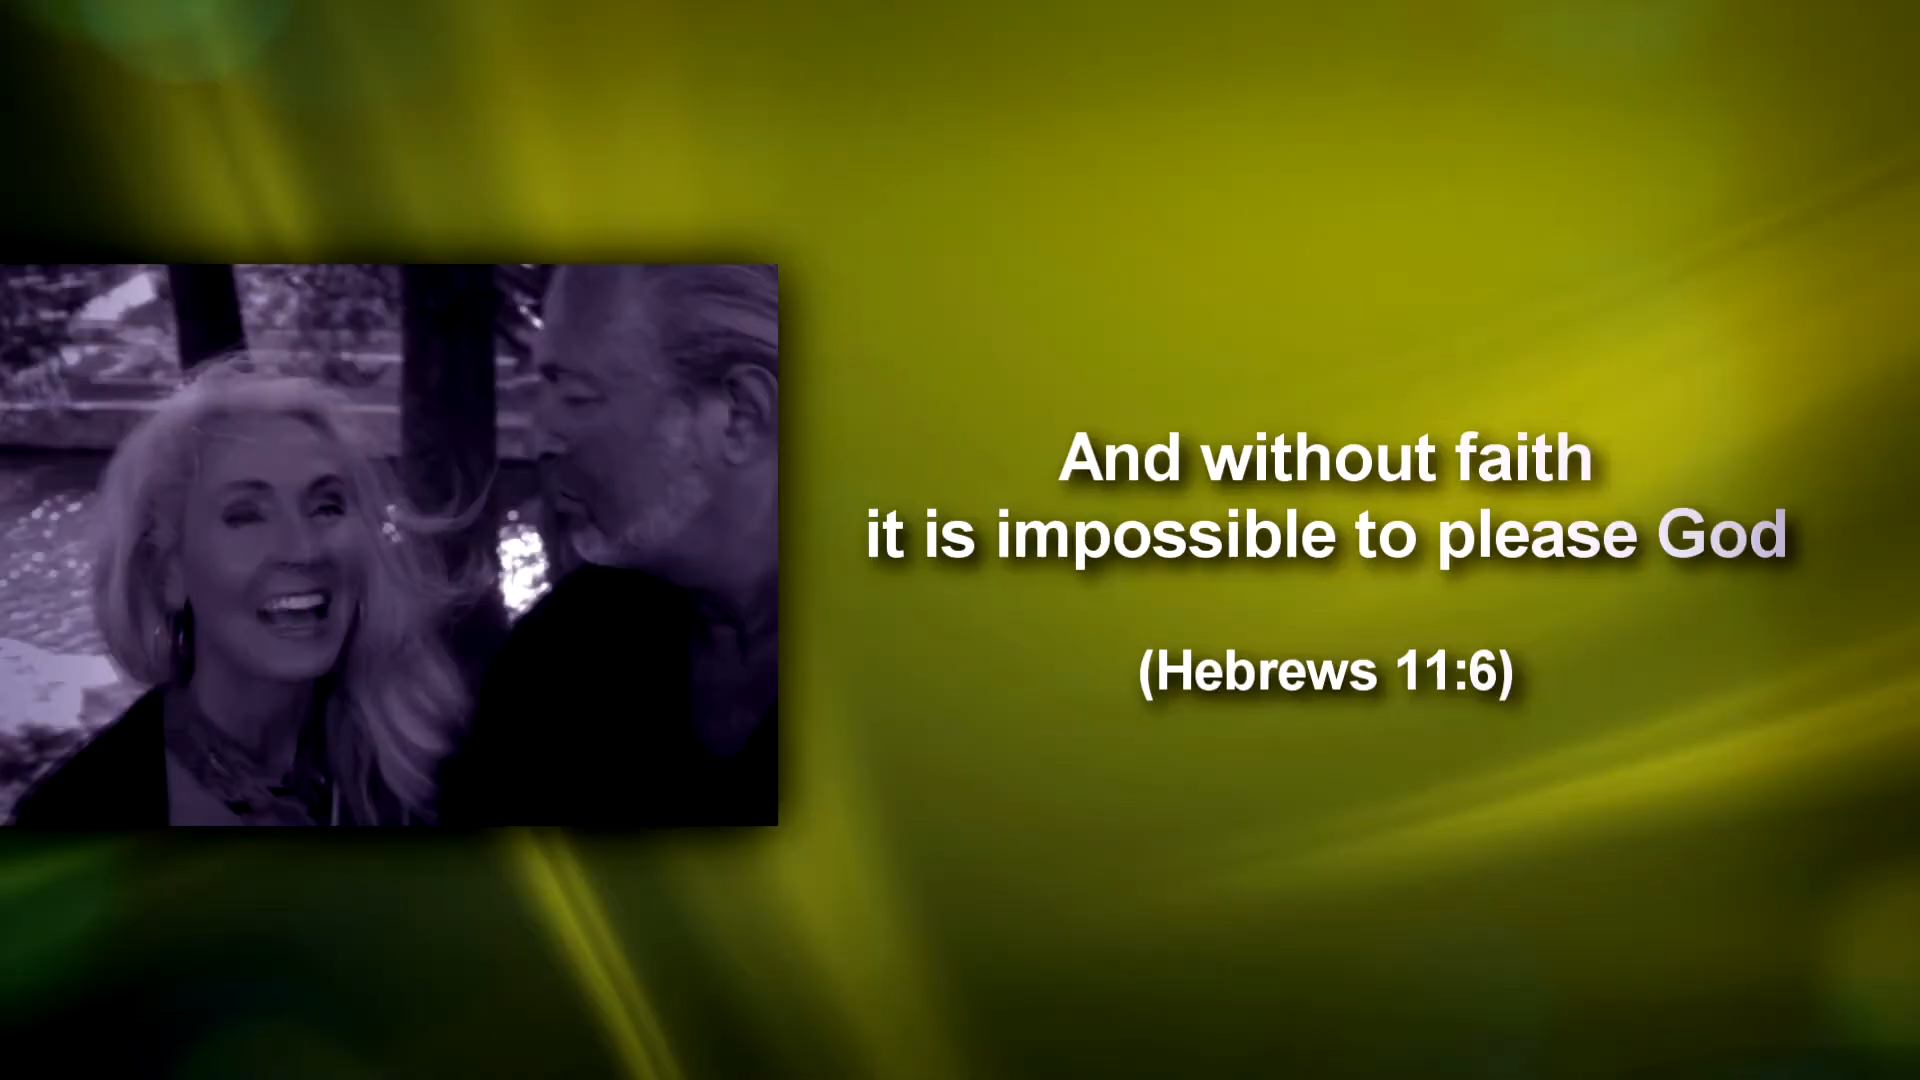 And without faith
it is impossible to please God
(Hebrews 11:6)